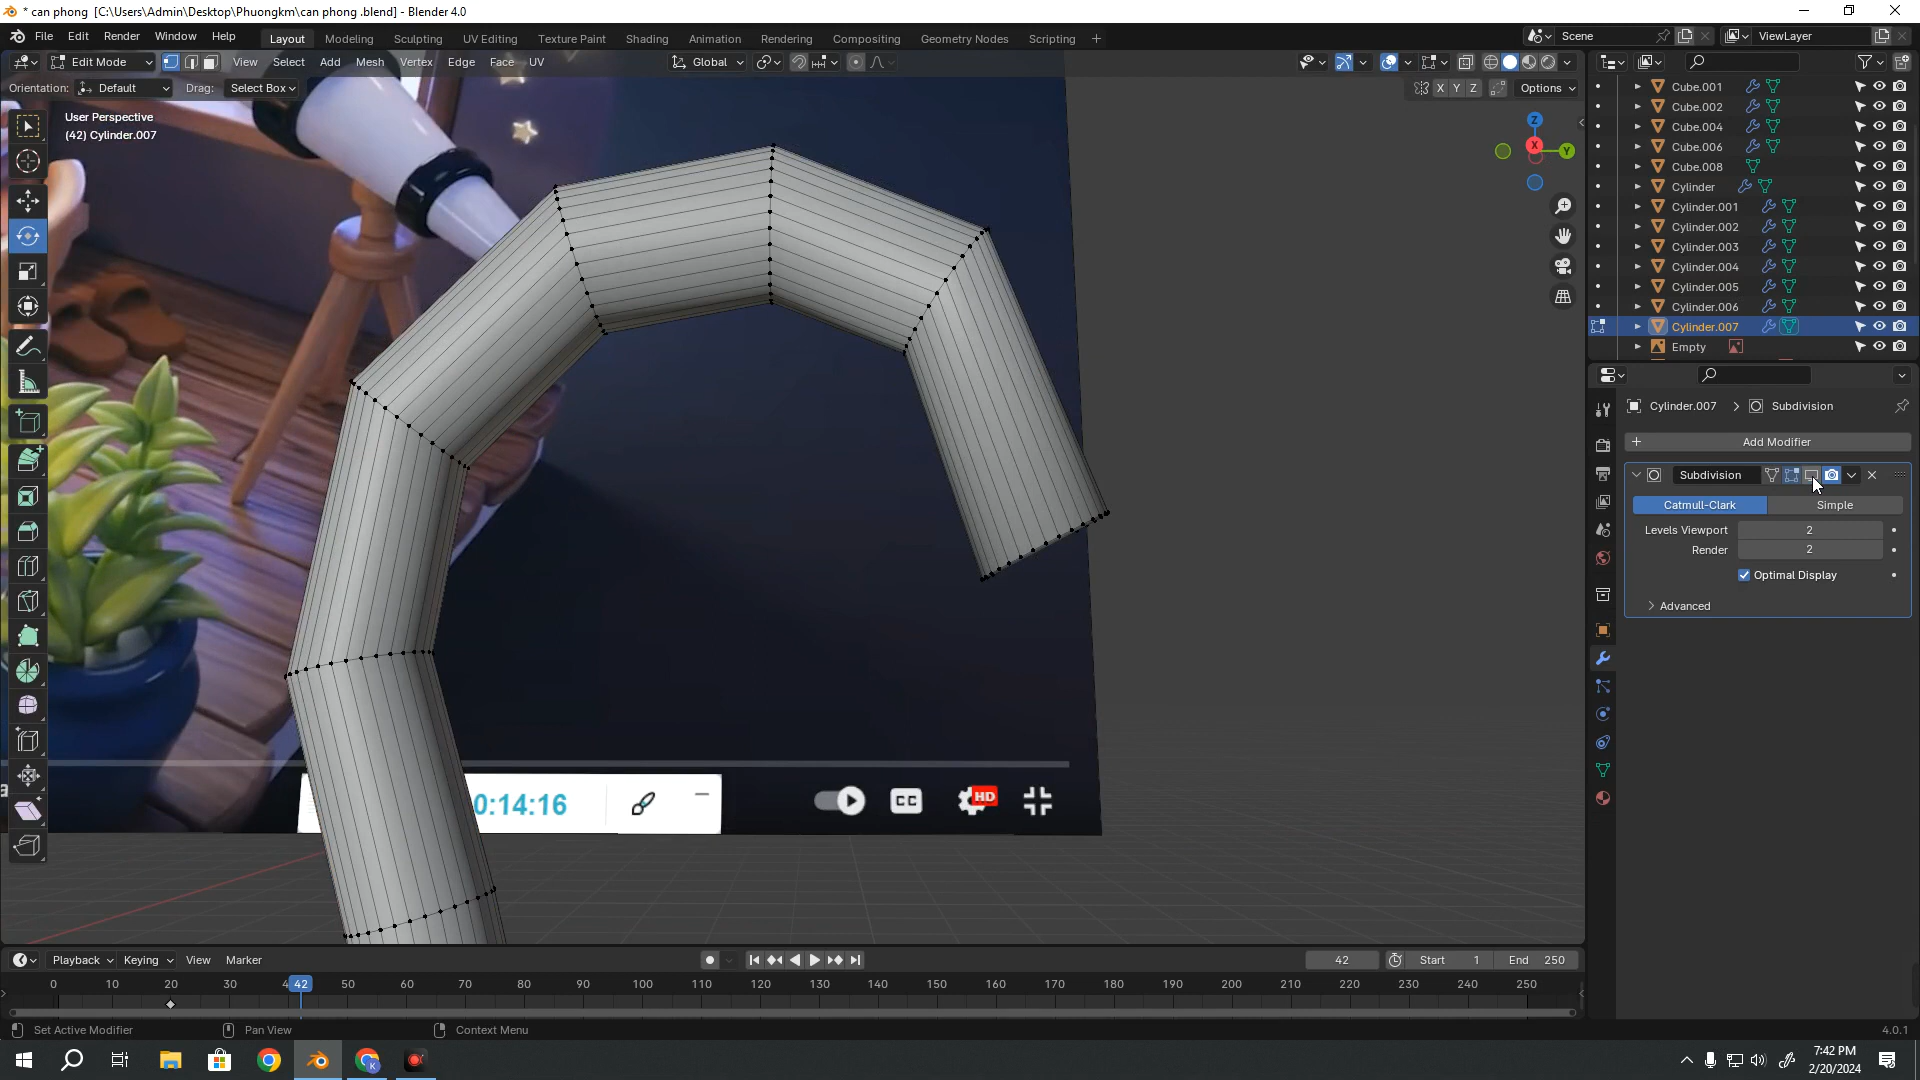 * can phong  [C:\Users\Admin\Desktop\Phuongkm\can phong .blend] - Blender 4.0
File Edit Render Window Help Layout Modeling Sculpting UV Editing Texture Paint Shading Animation Rendering Compositing Geometry Nodes Scripting + Scene ViewLayer
Edit Mode View Select Add Mesh Vertex Edge Face UV Global
Orientation: Default Drag: Select Box X Y Z Options
User Perspective
(42) Cylinder.007
Z
X
Y
Cube.001
Cube.002
Cube.004
Cube.006
Cube.008
Cylinder
Cylinder.001
Cylinder.002
Cylinder.003
Cylinder.004
Cylinder.005
Cylinder.006
Cylinder.007
Empty
Cylinder.007 > Subdivision
+ Add Modifier
Subdivision
Catmull-Clark Simple
Levels Viewport 2
Render 2
Optimal Display
Advanced
0:14:16 CC HD
Playback Keying View Marker 42 Start 1 End 250
0 10 20 30 4 42 50 60 70 80 90 100 110 120 130 140 150 160 170 180 190 200 210 220 230 240 250
Set Active Modifier Pan View Context Menu 4.0.1
K
7:42 PM
2/20/2024